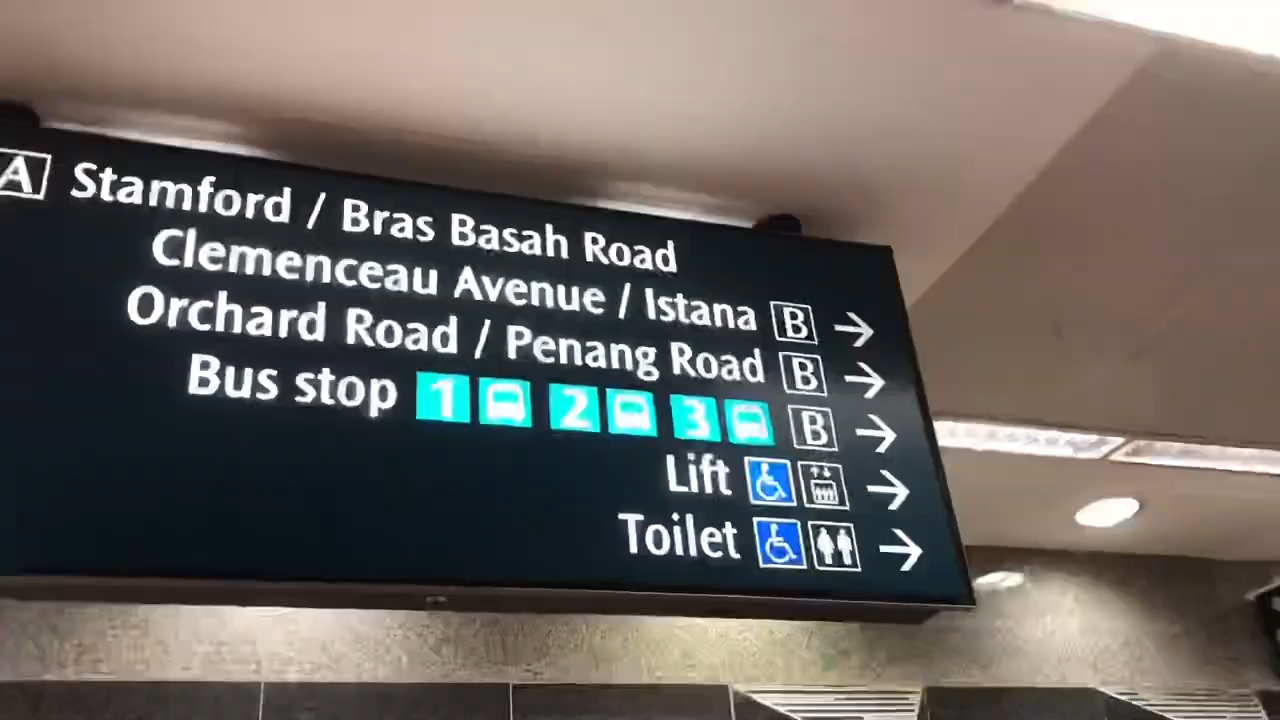 A Stamford / Bras Basah Road
Clemenceau Avenue / Istana B →
Orchard Road / Penang Road B →
Bus stop 1 2 3 B →
Lift →
Toilet →